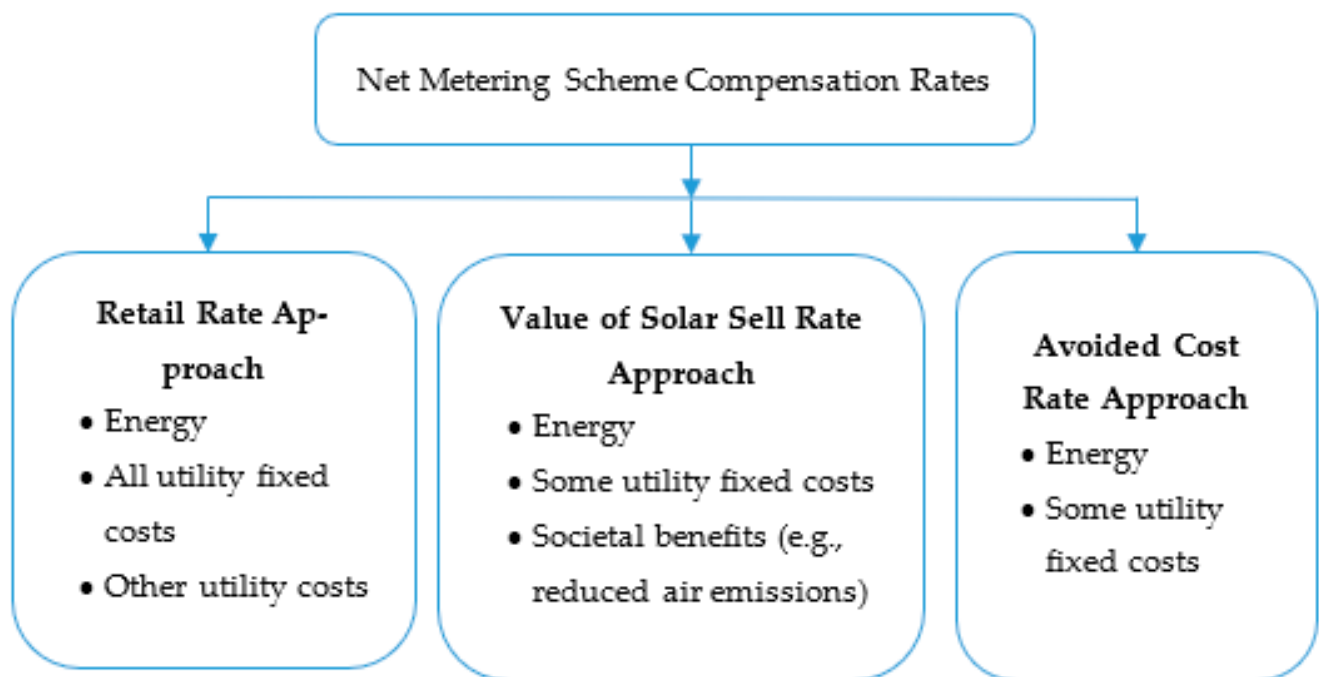 Net Metering Scheme Compensation Rates
Retail Rate Ap-
proach
• Energy
• All utility fixed
costs
• Other utility costs
Value of Solar Sell Rate
Approach
• Energy
• Some utility fixed costs
• Societal benefits (e.g.,
reduced air emissions)
Avoided Cost
Rate Approach
• Energy
• Some utility
fixed costs